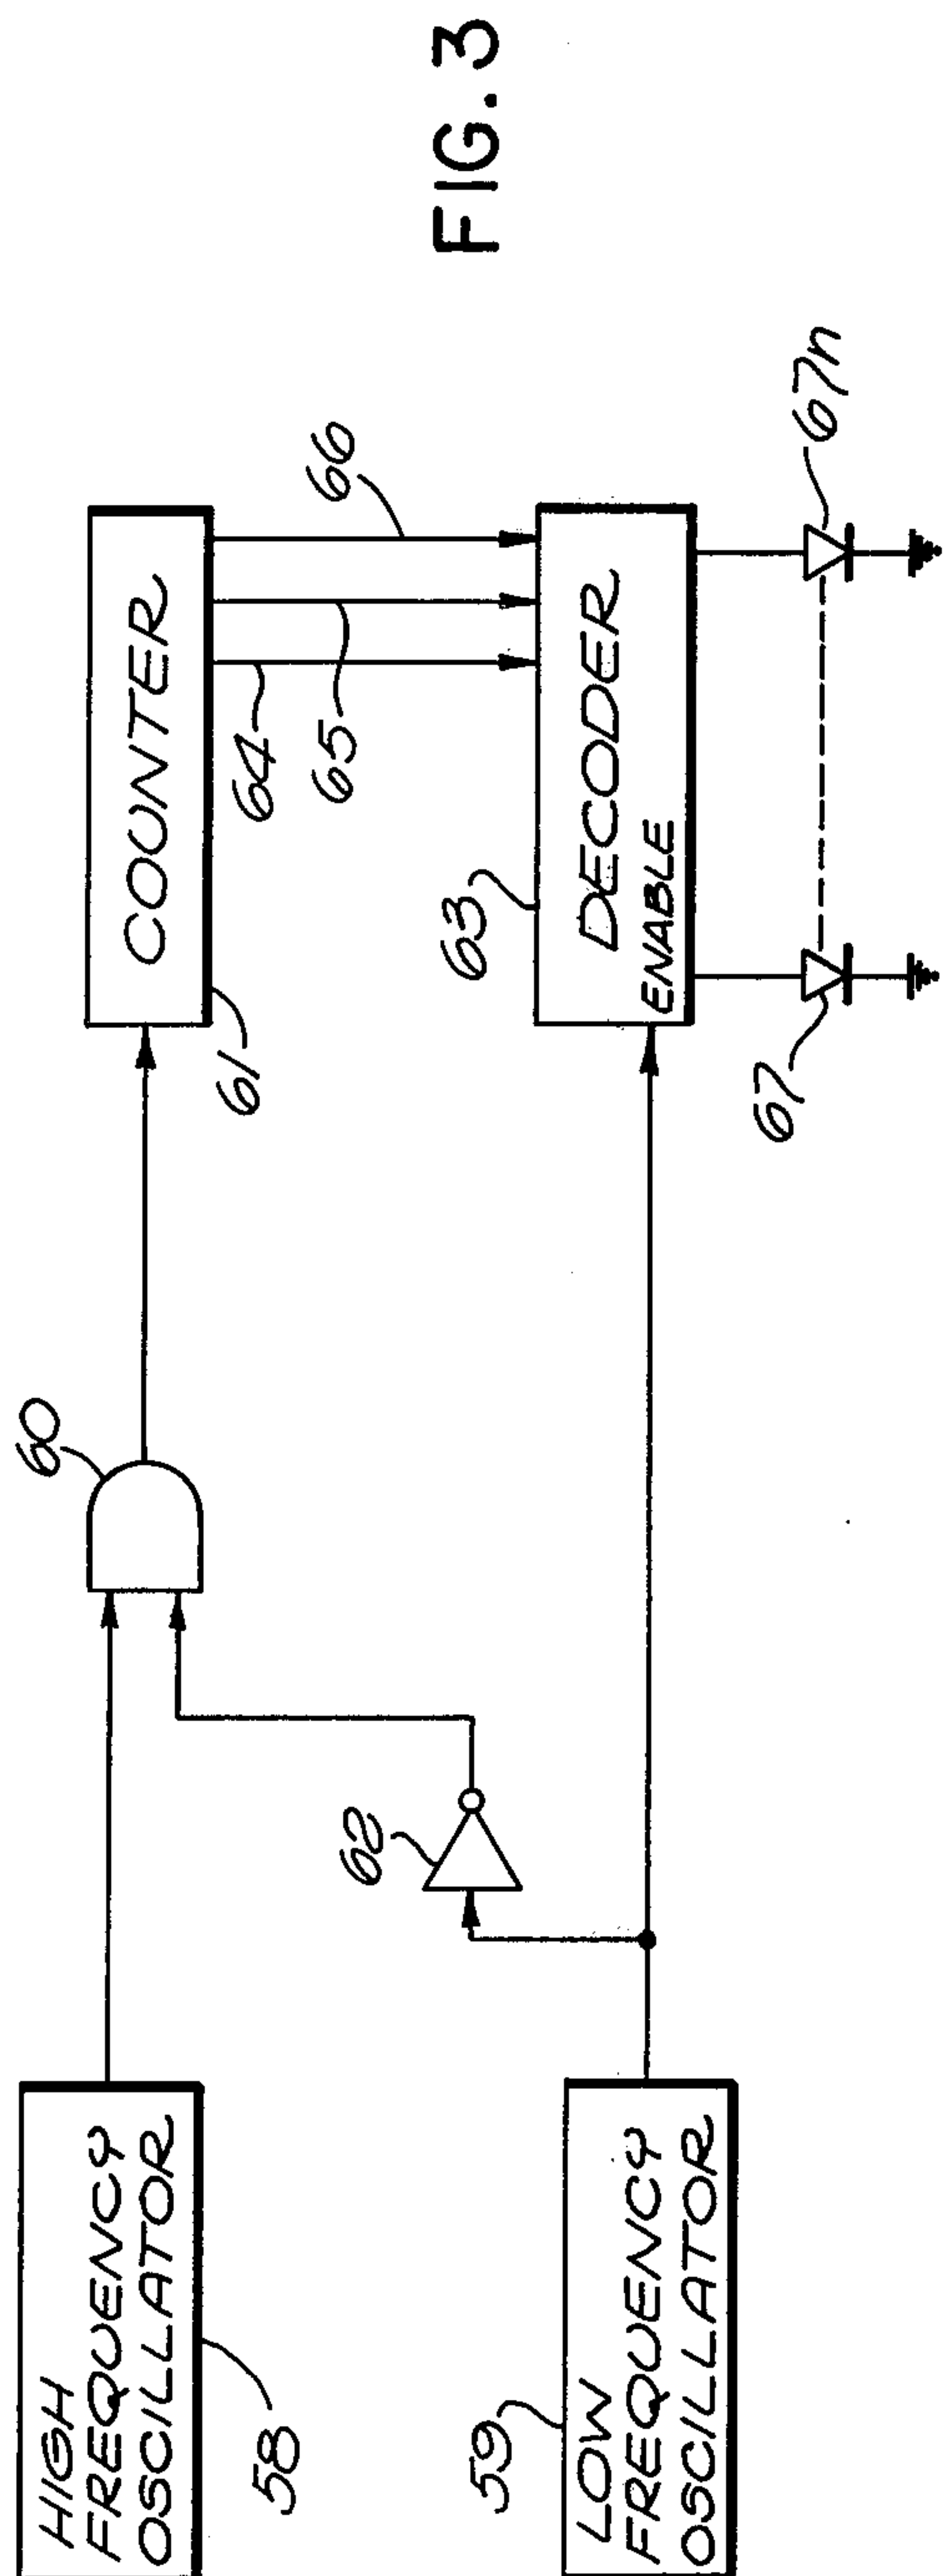 FIG. 3
HIGH
FREQUENCY
OSCILLATOR
58
60
COUNTER
61
64
65
66
62
LOW
FREQUENCY
OSCILLATOR
59
DECODER
ENABLE
63
67
67n